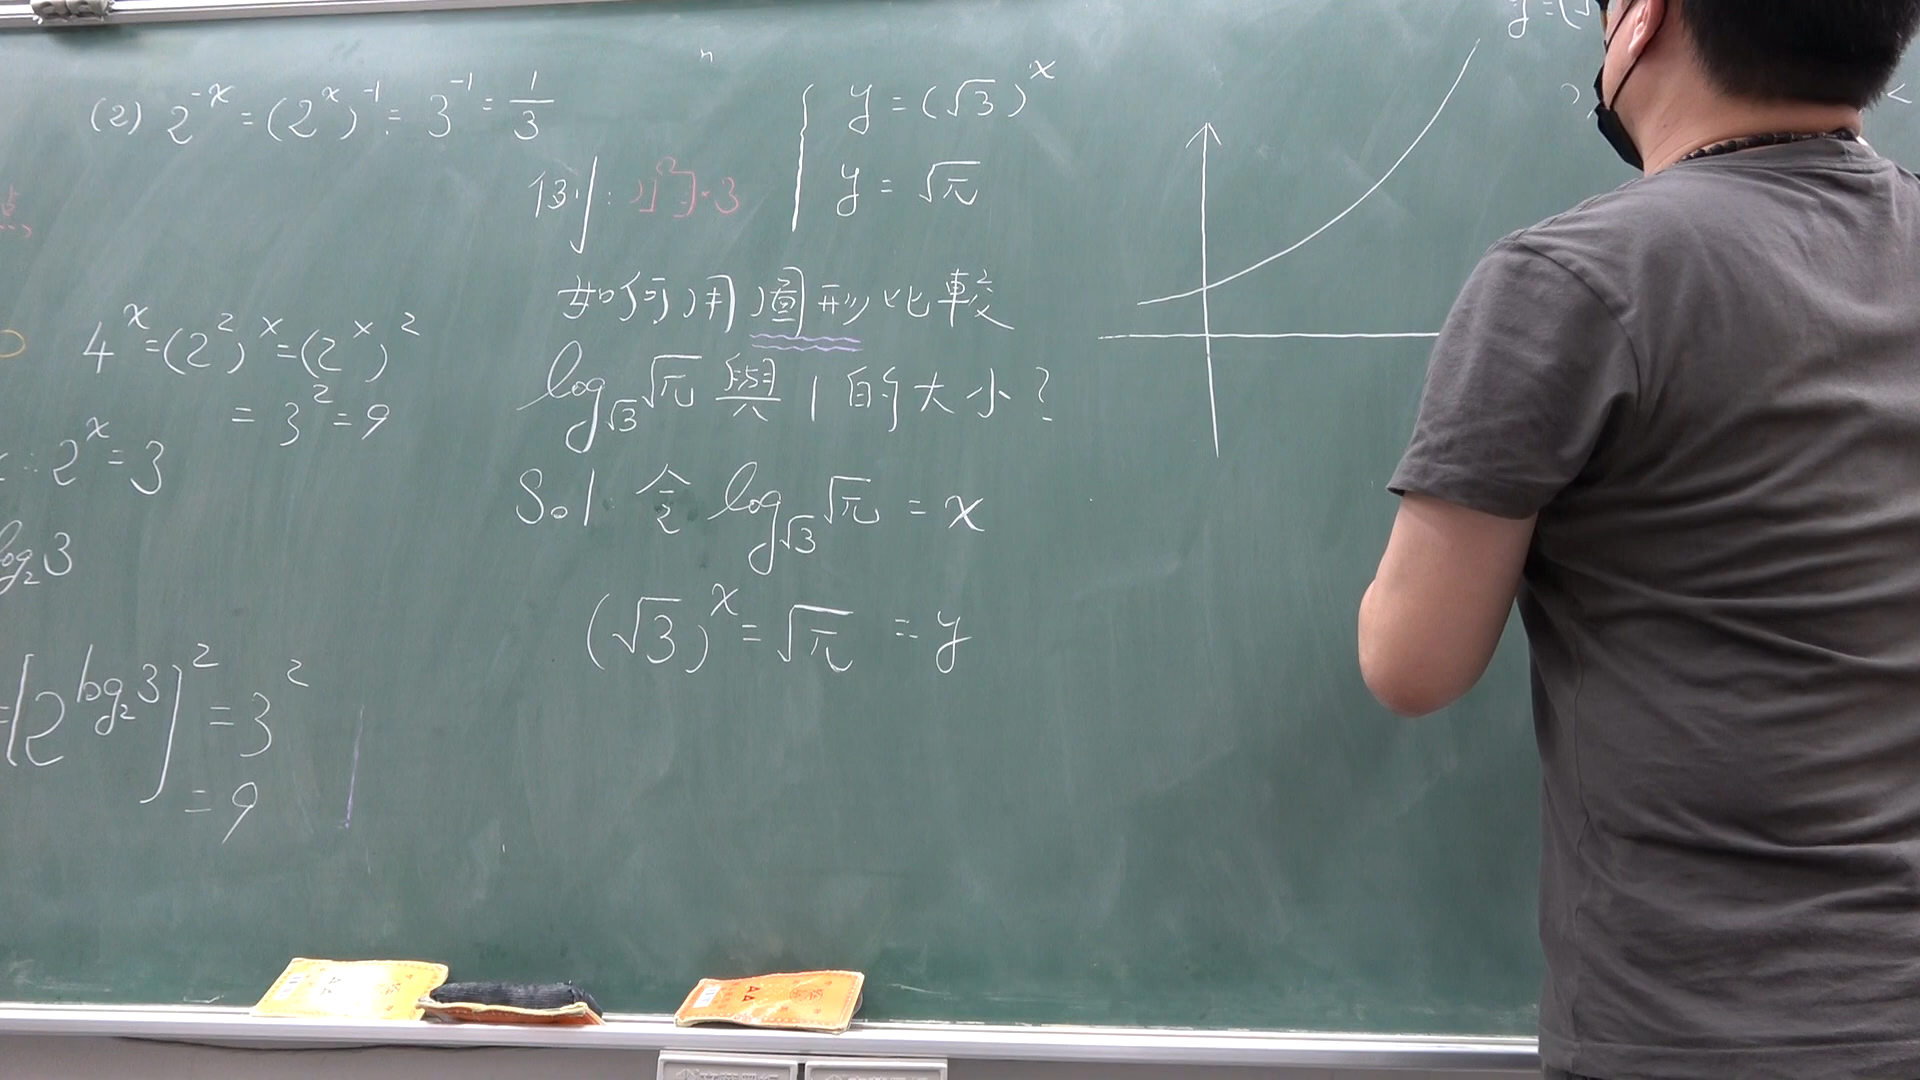 (2) 2^{-x} = (2^x)^{-1} = 3^{-1} = 1/3
4^x = (2^2)^x = (2^x)^2
= 3^2 = 9
2^x = 3
log_2 3
= [2^{log_2 3}]^2 = 3^2
= 9
例: 習·3
如何用圖形比較
log_{√3} √π 與 1 的大小?
Sol: 令 log_{√3} √π = x
(√3)^x = √π = y
{ y = (√3)^x
y = √π
y = (√
<